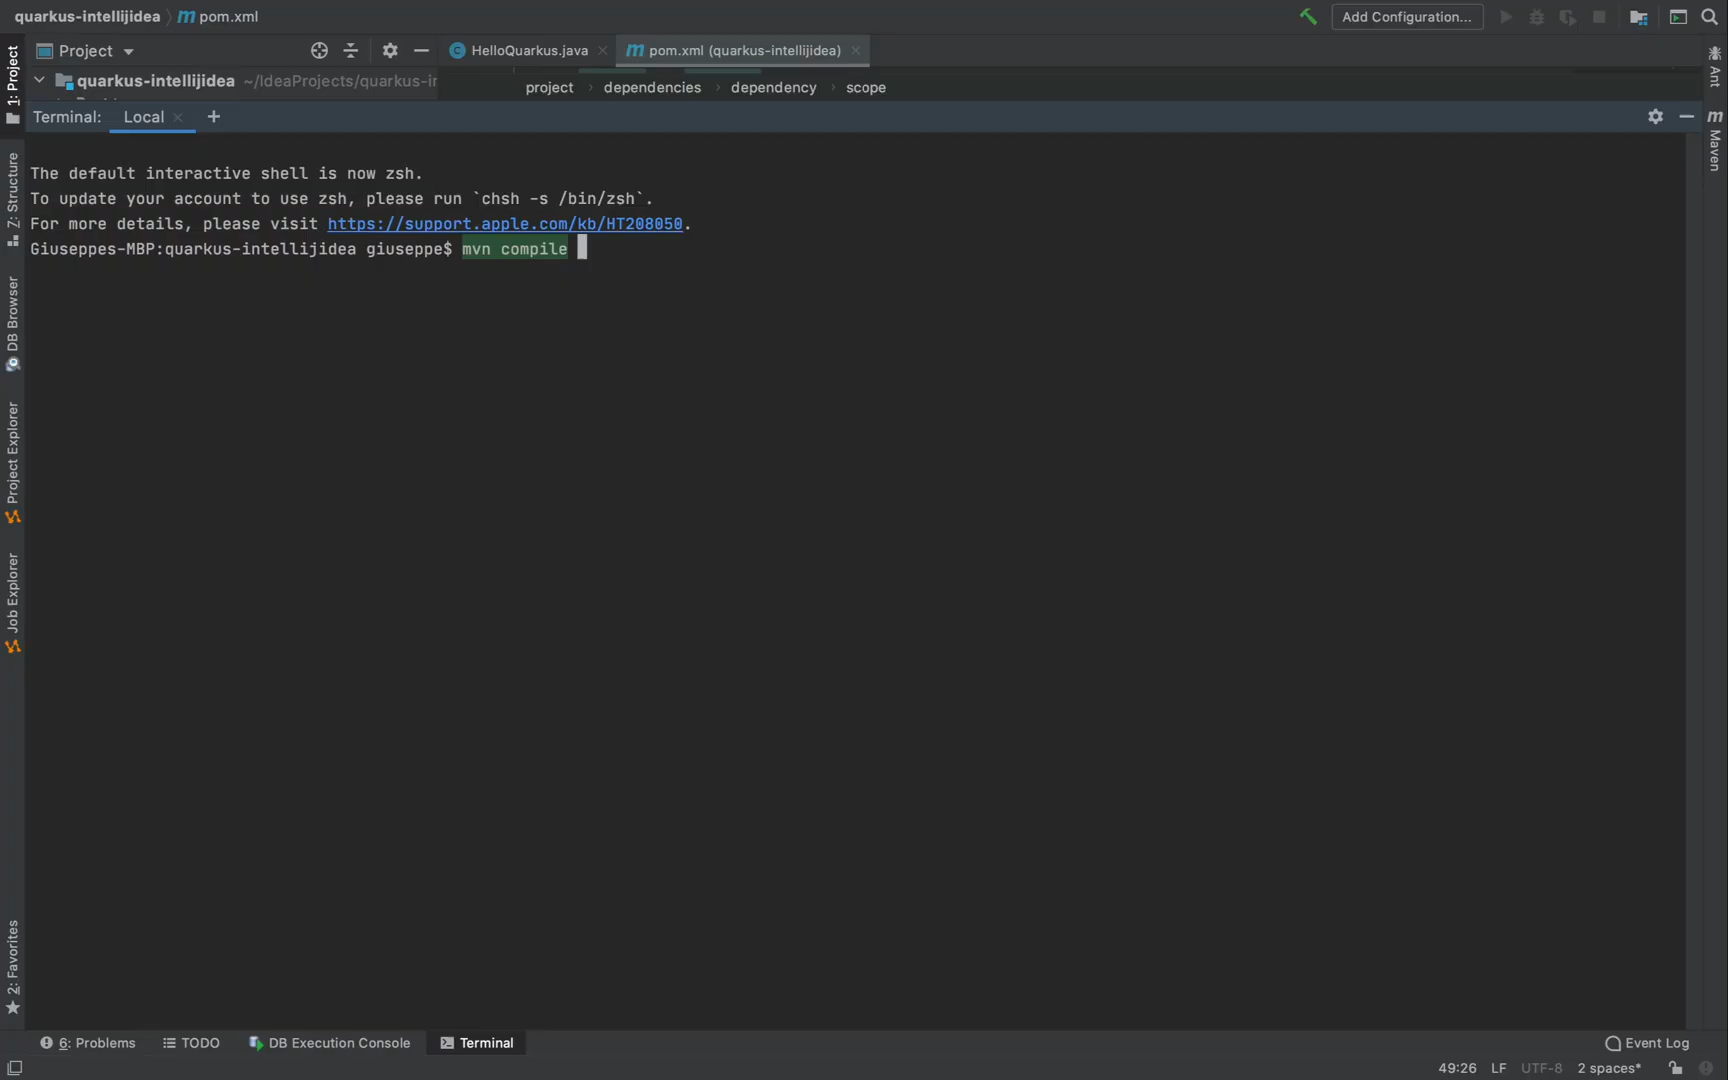 quarkus-intellijidea
pom.xml
Add Configuration...
Project
HelloQuarkus.java
pom.xml (quarkus-intellijidea)
quarkus-intellijidea ~/IdeaProjects/quarkus-i
project dependencies dependency scope
Terminal: Local +
The default interactive shell is now zsh.
To update your account to use zsh, please run `chsh -s /bin/zsh`.
For more details, please visit https://support.apple.com/kb/HT208050.
Giuseppes-MBP:quarkus-intellijidea giuseppe$ mvn compile
1: Project
Z: Structure
DB Browser
Project Explorer
Job Explorer
2: Favorites
Ant
m
Maven
6: Problems
TODO
DB Execution Console
Terminal
Event Log
49:26 LF UTF-8 2 spaces*